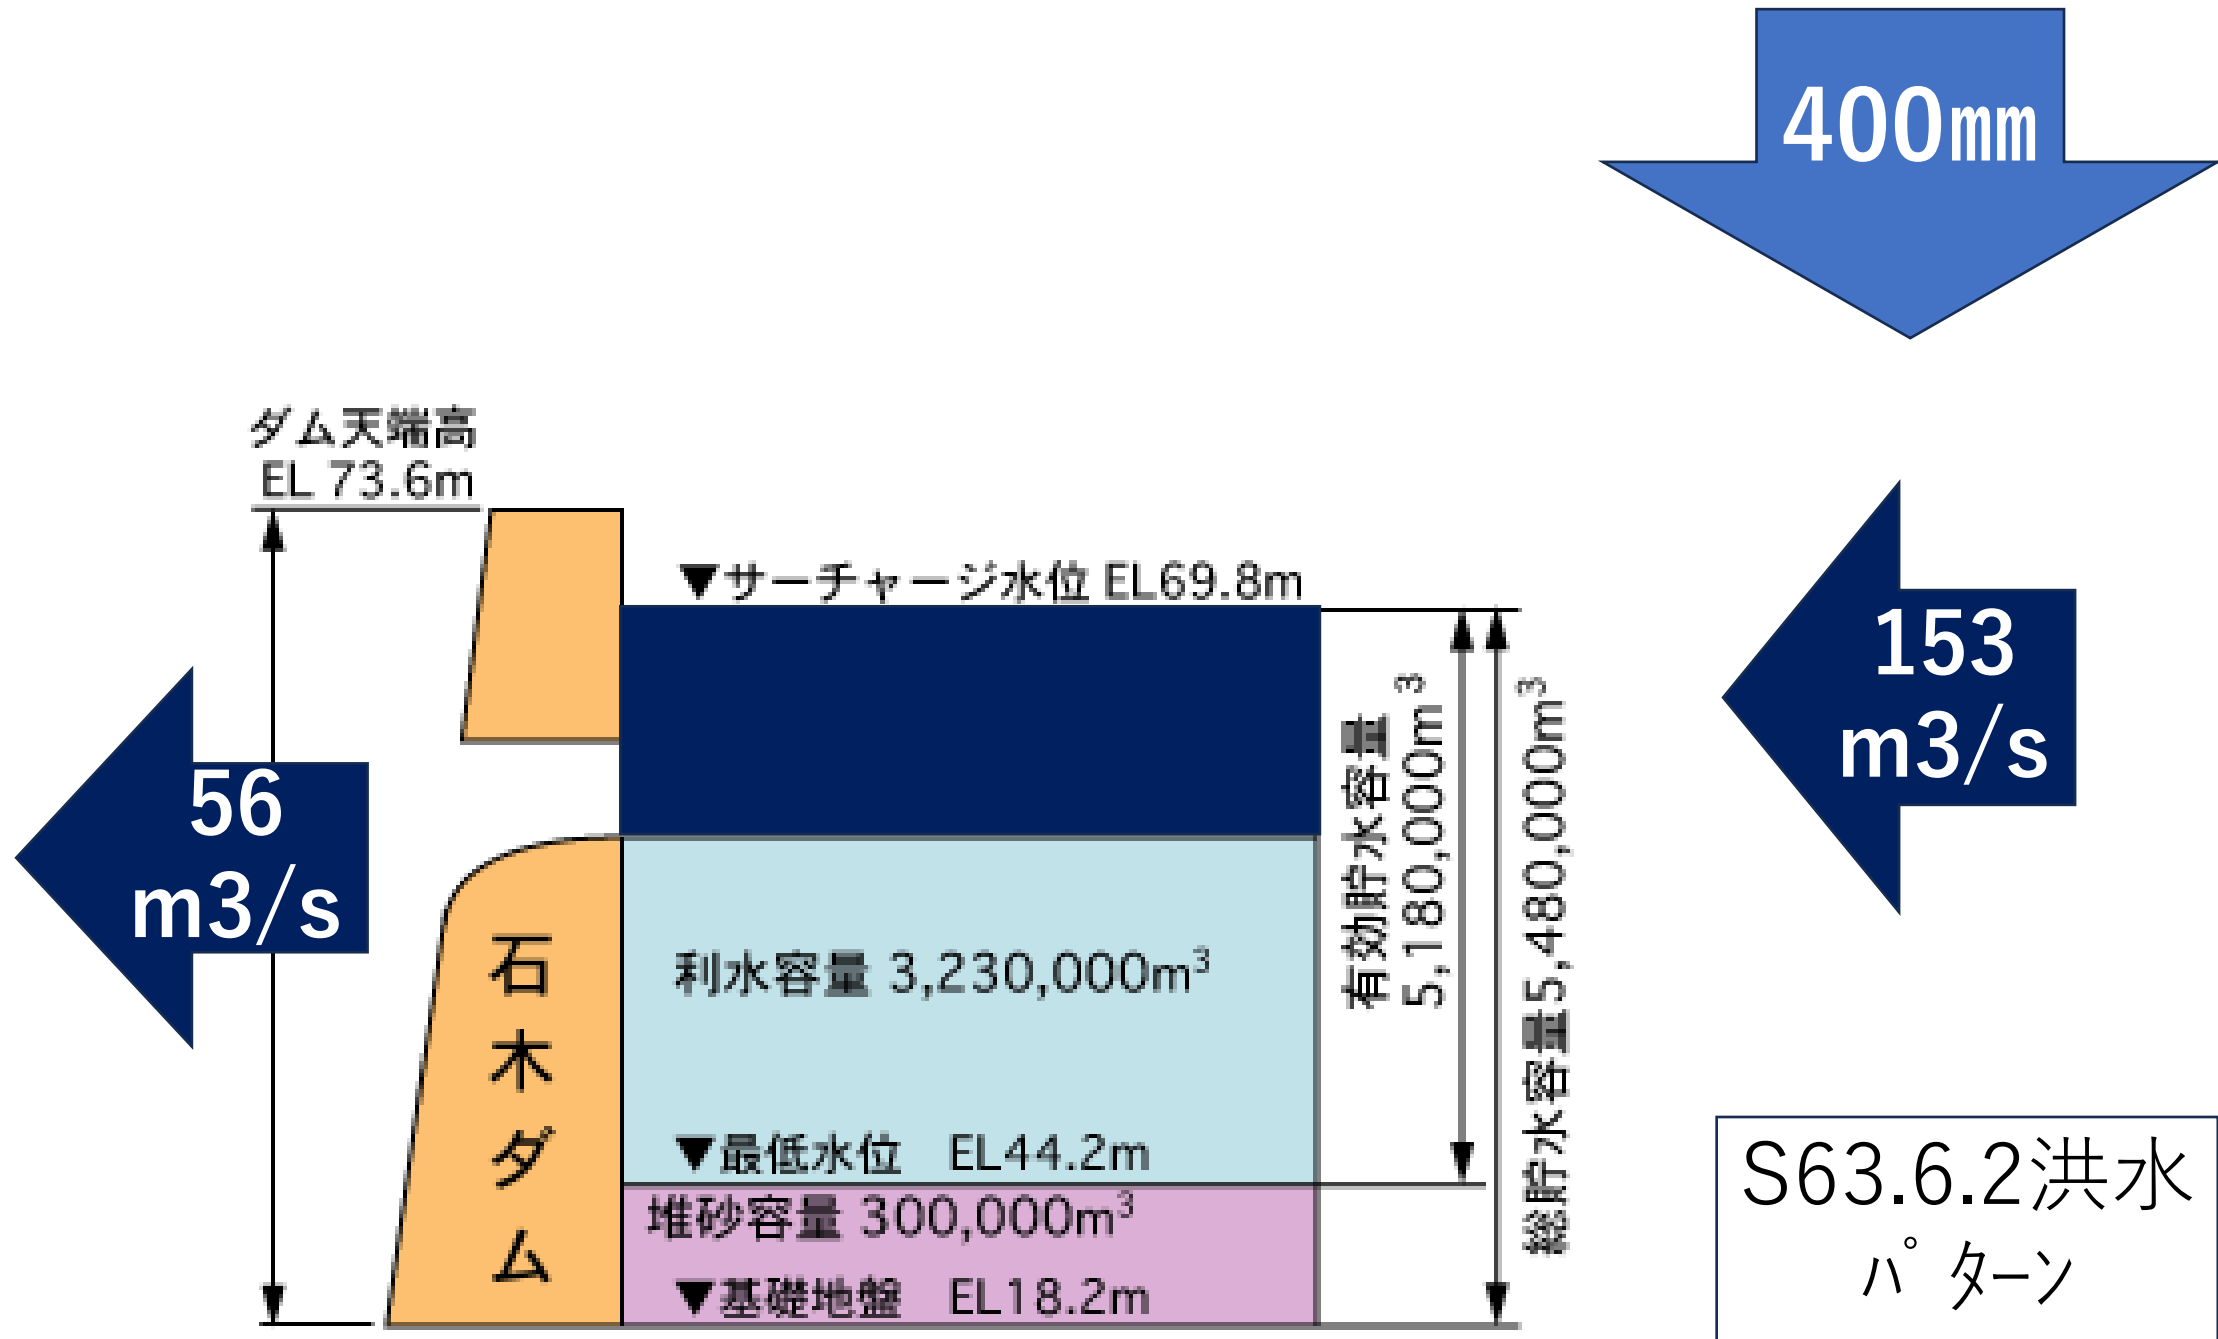 400㎜
ダム天端高
EL 73.6m
▼サーチャージ水位 EL69.8m
153
m3/s
56
m3/s
有効貯水容量
5,180,000m³
総貯水容量5,480,000m³
利水容量 3,230,000m³
石木ダム
▼最低水位 EL44.2m
堆砂容量 300,000m³
▼基礎地盤 EL18.2m
S63.6.2洪水
ﾊﾟﾀｰﾝ